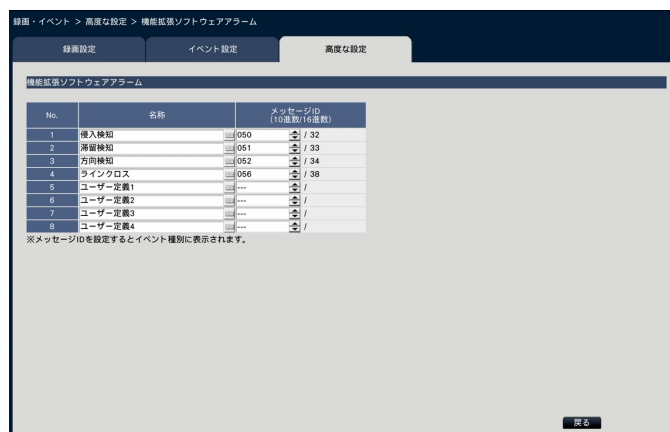 録画・イベント > 高度な設定 > 機能拡張ソフトウェアアラーム
録画設定 イベント設定 高度な設定
機能拡張ソフトウェアアラーム
No. 名称 メッセージID
(10進数/16進数)
1 侵入検知 050 / 32
2 滞留検知 051 / 33
3 方向検知 052 / 34
4 ラインクロス 056 / 38
5 ユーザー定義1 --- /
6 ユーザー定義2 --- /
7 ユーザー定義3 --- /
8 ユーザー定義4 --- /
※メッセージIDを設定するとイベント種別に表示されます。
戻る